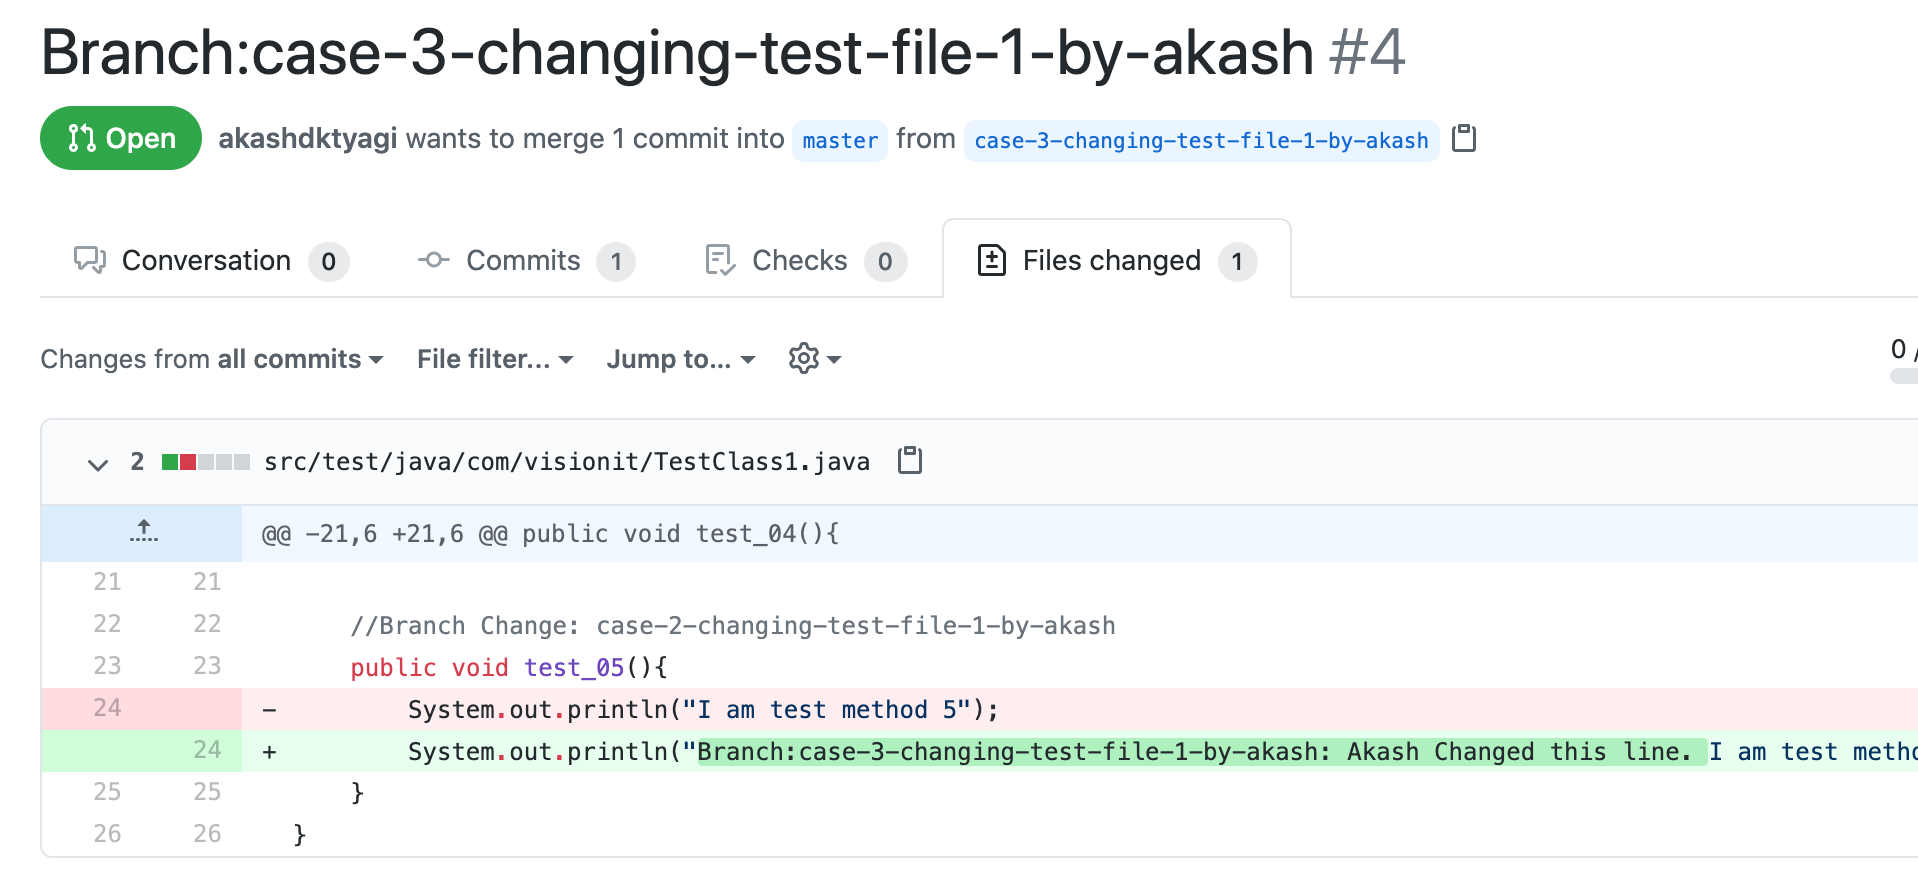 Branch:case-3-changing-test-file-1-by-akash #4
Open akashdktyagi wants to merge 1 commit into master from case-3-changing-test-file-1-by-akash
Conversation 0 Commits 1 Checks 0 Files changed 1
Changes from all commits File filter... Jump to...
0 /
2 src/test/java/com/visionit/TestClass1.java
@@ -21,6 +21,6 @@ public void test_04(){
21 21
22 22 //Branch Change: case-2-changing-test-file-1-by-akash
23 23 public void test_05(){
24 - System.out.println("I am test method 5");
24 + System.out.println("Branch:case-3-changing-test-file-1-by-akash: Akash Changed this line. I am test
25 25 }
26 26 }